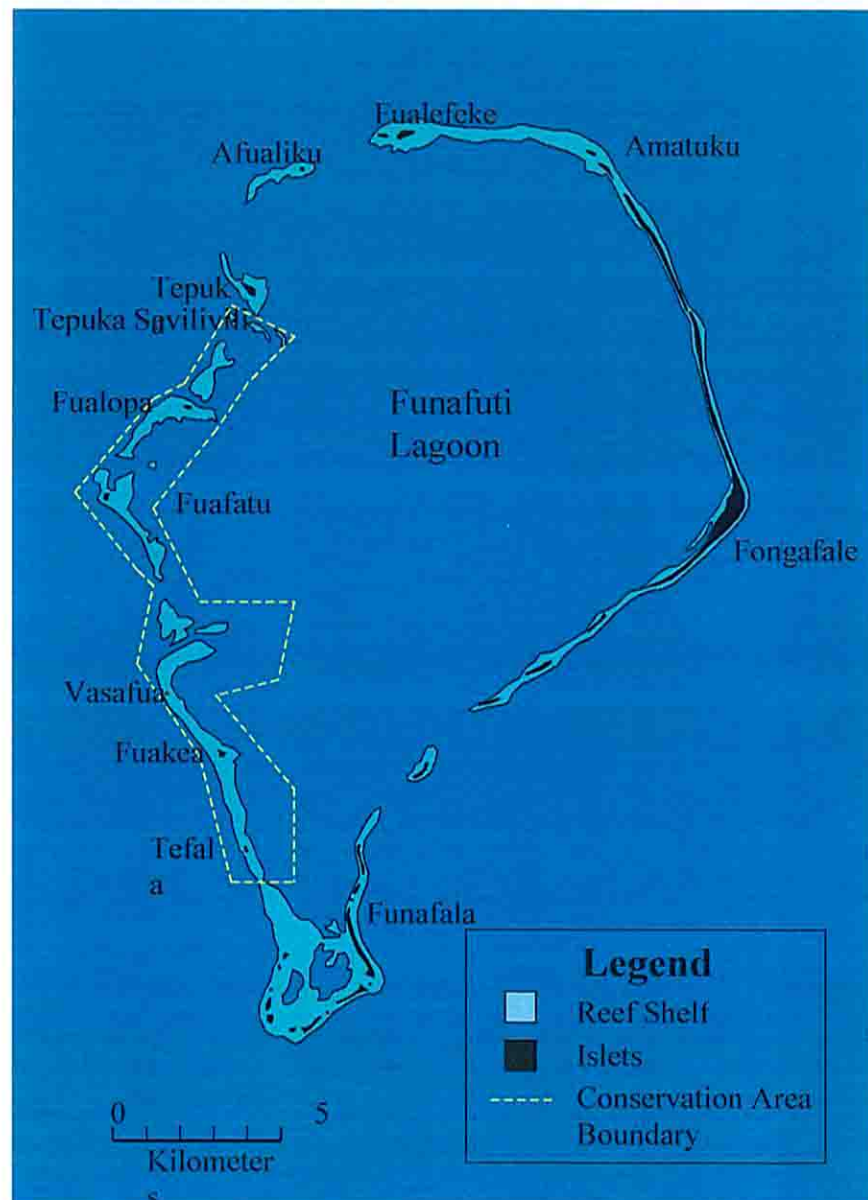 Fualefeke
Afualiku
Amatuku
Tepuk
a
Tepuka
Fualopa
Funafuti
Lagoon
Fuafatu
Fongafale
Vasafua
Fuakea
Tefal
a
Funafala
Legend
Reef Shelf
Islets
Conservation Area
Boundary
0 5
Kilometer
s